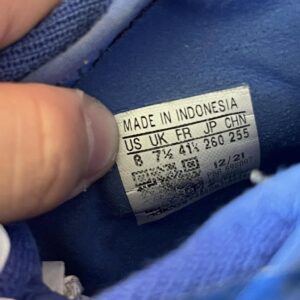 MADE IN INDONESIA
US UK FR JP CHN
8 7½ 41⅓ 260 255
12/21